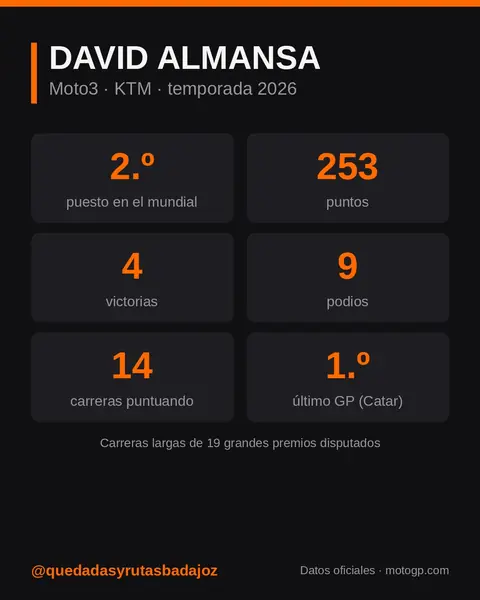 DAVID ALMANSA
Moto3 · KTM · temporada 2026
2.º
puesto en el mundial
253
puntos
4
victorias
9
podios
14
carreras puntuando
1.º
último GP (Catar)
Carreras largas de 19 grandes premios disputados
@quedadasyrutasbadajoz
Datos oficiales · motogp.com